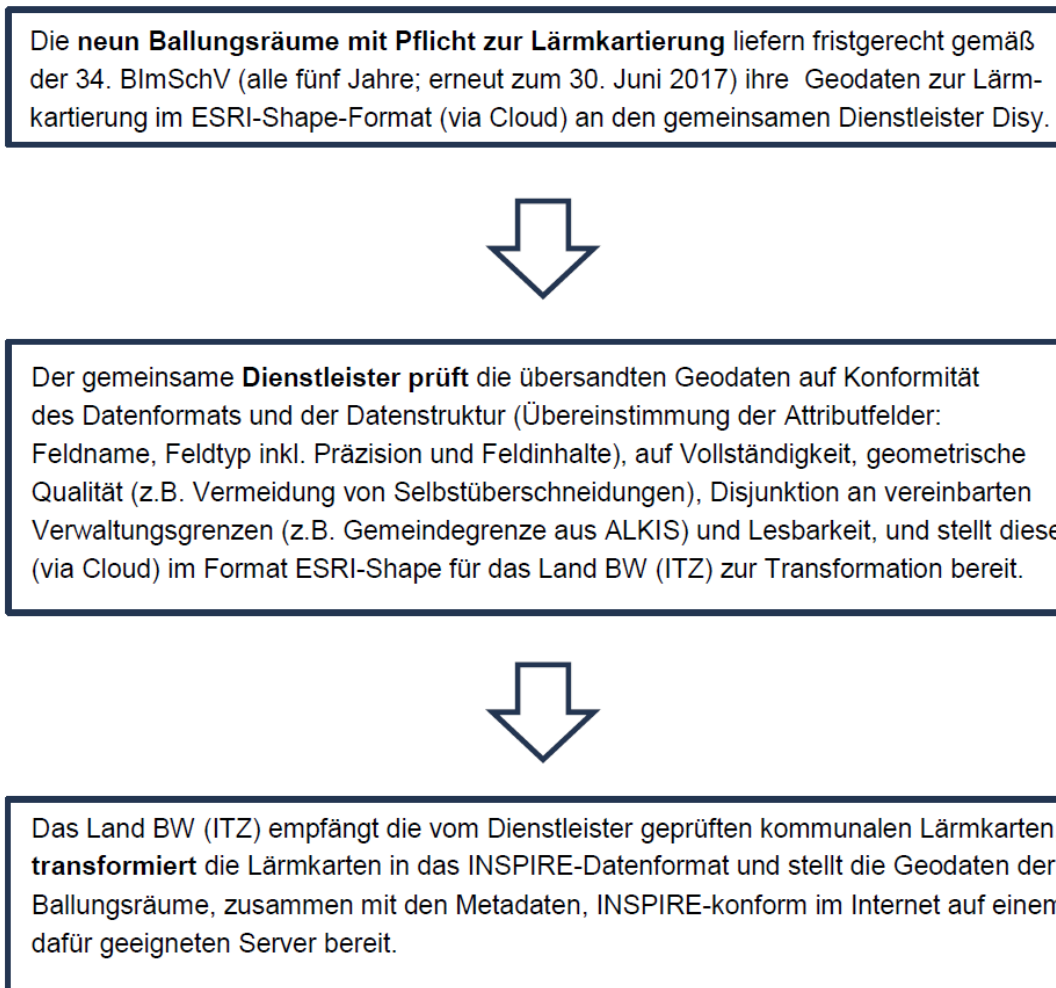 Die neun Ballungsräume mit Pflicht zur Lärmkartierung liefern fristgerecht gemäß
der 34. BImSchV (alle fünf Jahre; erneut zum 30. Juni 2017) ihre Geodaten zur Lärm-
kartierung im ESRI-Shape-Format (via Cloud) an den gemeinsamen Dienstleister Disy.
Der gemeinsame Dienstleister prüft die übersandten Geodaten auf Konformität
des Datenformats und der Datenstruktur (Übereinstimmung der Attributfelder:
Feldname, Feldtyp inkl. Präzision und Feldinhalte), auf Vollständigkeit, geometrische
Qualität (z.B. Vermeidung von Selbstüberschneidungen), Disjunktion an vereinbarten
Verwaltungsgrenzen (z.B. Gemeindegrenze aus ALKIS) und Lesbarkeit, und stellt diese
(via Cloud) im Format ESRI-Shape für das Land BW (ITZ) zur Transformation bereit.
Das Land BW (ITZ) empfängt die vom Dienstleister geprüften kommunalen Lärmkarten
transformiert die Lärmkarten in das INSPIRE-Datenformat und stellt die Geodaten der
Ballungsräume, zusammen mit den Metadaten, INSPIRE-konform im Internet auf einem
dafür geeigneten Server bereit.